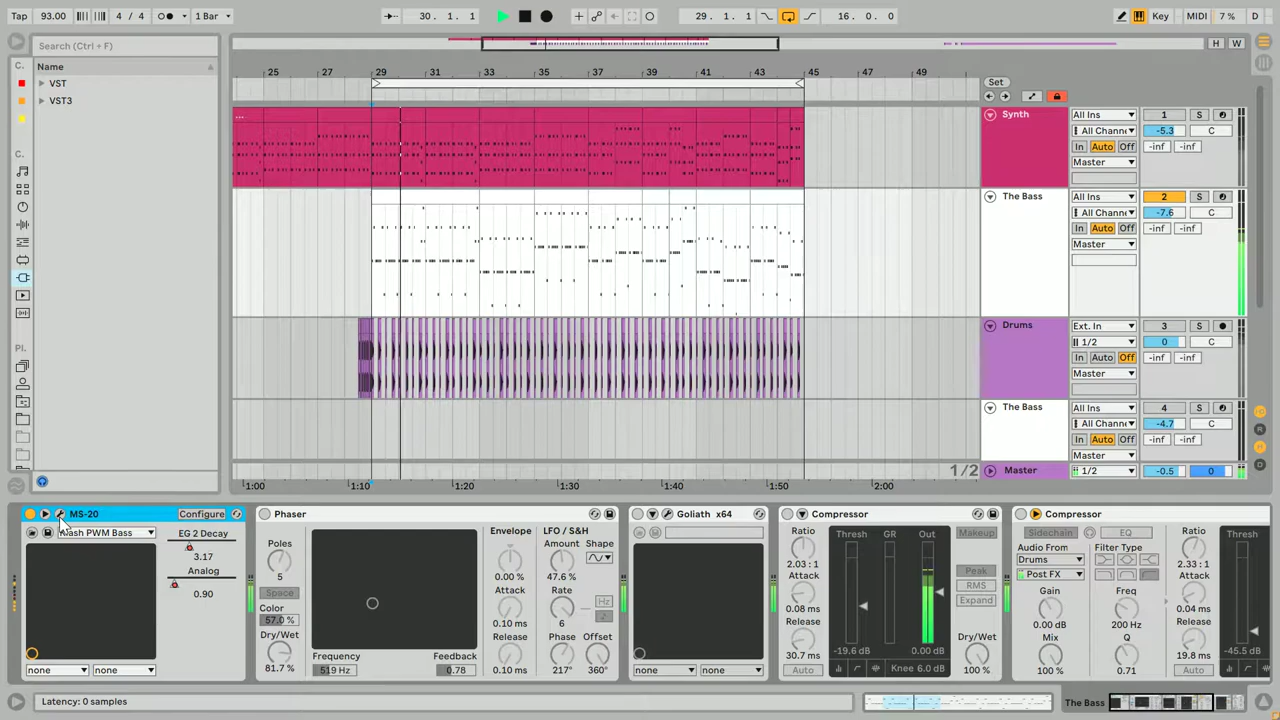 Tap 93.00 4 / 4 1 Bar 30. 1. 1 29. 1. 1 16. 0. 0 Key MIDI 7 % D
Search (Ctrl + F)
H W
C. Name
VST
VST3
C.
Pl.
25 27 29 31 33 35 37 39 41 43 45 47 49
Set
Synth All Ins 1 S
All Channe -5.3 C
In Auto Off -inf -inf
Master
The Bass All Ins 2 S
All Channe -7.6 C
In Auto Off -inf -inf
Master
Drums Ext. In 3 S
1/2 0 C
In Auto Off -inf -inf
Master
The Bass All Ins 4 S
All Channe -4.7 C
In Auto Off -inf -inf
Master
1/2 Master 1/2 -0.5 0
1:00 1:10 1:20 1:30 1:40 1:50 2:00
MS-20 Configure
PWM Bass
EG 2 Decay
3.17
Analog
0.90
none none
Phaser
Poles
5
Color
57.0 %
Dry/Wet
81.7 %
Frequency Feedback
519 Hz 0.78
Envelope LFO / S&H
Amount Shape
0.00 % 47.6 %
Attack Rate Hz
0.10 ms 6
Release Phase Offset
0.10 ms 217° 360°
Goliath x64
none none
Compressor
Ratio
2.03 : 1
Attack
0.08 ms
Release
30.7 ms
Auto
Thresh GR Out
-19.6 dB 0.00 dB
Knee 6.0 dB
Makeup
Peak
RMS
Expand
Dry/Wet
100 %
Compressor
Sidechain EQ
Audio From Filter Type
Drums
Post FX
Gain Freq
0.00 dB 200 Hz
Mix Q
100 % 0.71
Ratio
2.33 : 1
Attack
0.04 ms
Release
19.8 ms
Auto
Thresh
-45.5 dB
Latency: 0 samples
The Bass